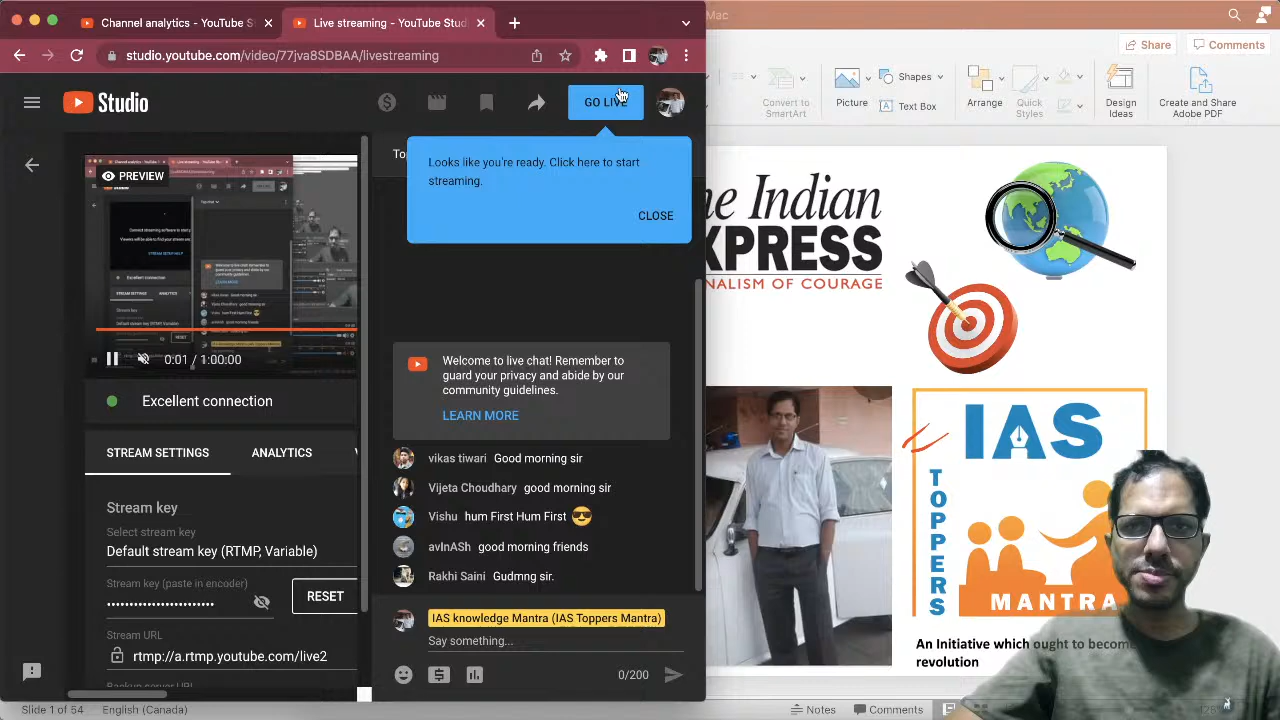 Channel analytics - YouTube S
Live streaming - YouTube Stud
Mac
studio.youtube.com/video/77jva8SDBAA/livestreaming
Share
Comments
Studio
GO LIVE
Convert to
SmartArt
Picture
Shapes
Text Box
Arrange
Quick
Styles
Design
Ideas
Create and Share
Adobe PDF
PREVIEW
Looks like you're ready. Click here to start
streaming.
CLOSE
0:01 / 1:00:00
Excellent connection
STREAM SETTINGS
ANALYTICS
Stream key
Select stream key
Default stream key (RTMP, Variable)
Stream key (paste in encoder)
RESET
Stream URL
rtmp://a.rtmp.youtube.com/live2
Backup server URL
Welcome to live chat! Remember to
guard your privacy and abide by our
community guidelines.
LEARN MORE
vikas tiwari Good morning sir
Vijeta Choudhary good morning sir
Vishu hum First Hum First 😎
avInASh good morning friends
Rakhi Saini Gudmng sir.
IAS knowledge Mantra (IAS Toppers Mantra)
Say something...
0/200
ne Indian
XPRESS
NALISM OF COURAGE
IAS
TOPPERS
MANTRA
An Initiative which ought to become
revolution
Slide 1 of 54
English (Canada)
Notes
Comments